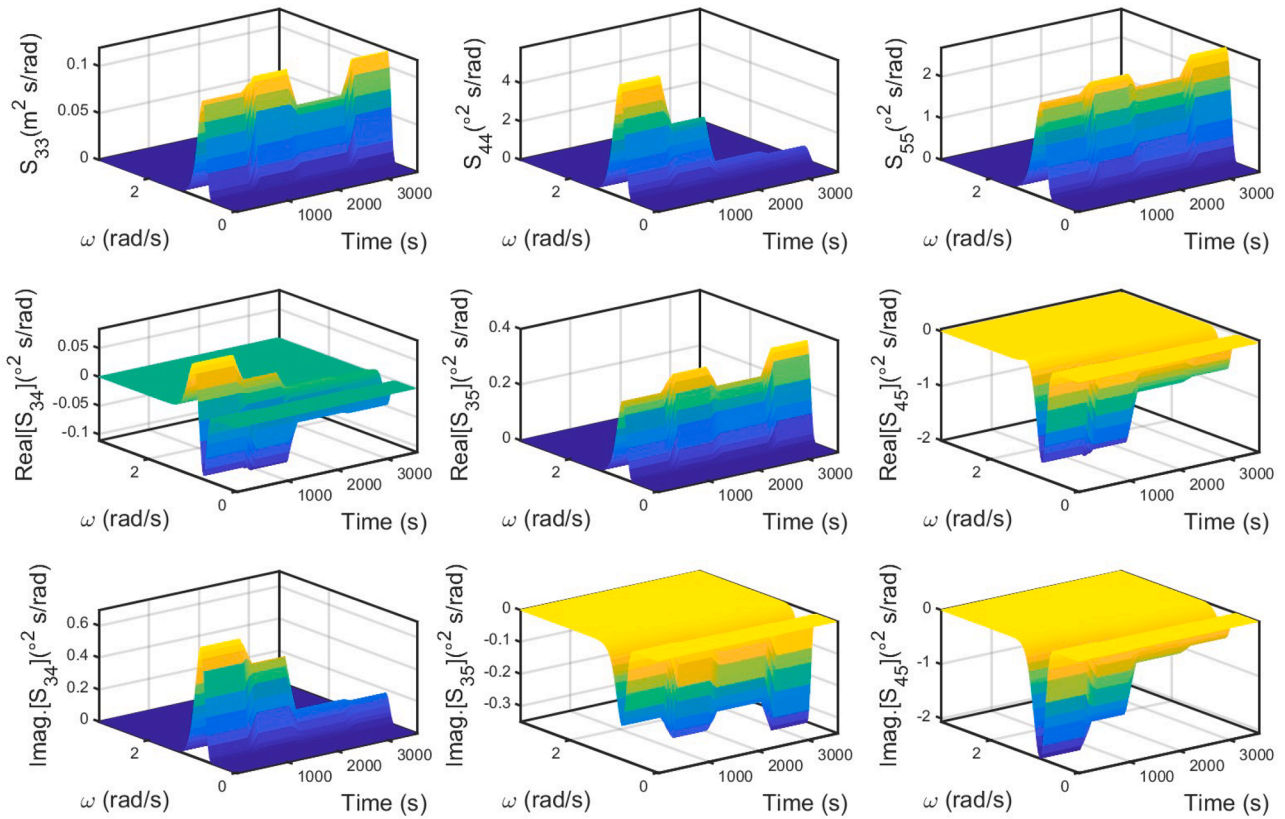 S₃₃(m² s/rad)
0.1
0.05
0
2
0
ω (rad/s)
1000
2000
3000
Time (s)
S₄₄(°² s/rad)
4
2
0
2
0
ω (rad/s)
1000
2000
3000
Time (s)
S₅₅(°² s/rad)
2
1
0
2
0
ω (rad/s)
1000
2000
3000
Time (s)
Real[S₃₄](°² s/rad)
0.05
0
-0.05
-0.1
2
0
ω (rad/s)
1000
2000
3000
Time (s)
Real[S₃₅](°² s/rad)
0.4
0.2
0
2
0
ω (rad/s)
1000
2000
3000
Time (s)
Real[S₄₅](°² s/rad)
0
-1
-2
2
0
ω (rad/s)
1000
2000
3000
Time (s)
Imag.[S₃₄](°² s/rad)
0.6
0.4
0.2
0
2
0
ω (rad/s)
1000
2000
3000
Time (s)
Imag.[S₃₅](°² s/rad)
0
-0.1
-0.2
-0.3
2
0
ω (rad/s)
1000
2000
3000
Time (s)
Imag.[S₄₅](°² s/rad)
0
-1
-2
2
0
ω (rad/s)
1000
2000
3000
Time (s)